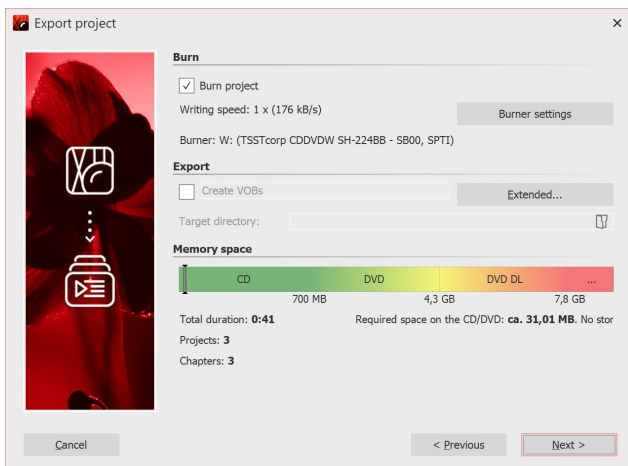 Export project
Burn
Burn project
Writing speed: 1 x (176 kB/s)
Burner settings
Burner: W: (TSSTcorp CDDVDW SH-224BB - SB00, SPTI)
Export
Create VOBs
Extended...
Target directory:
Memory space
CD DVD DVD DL ...
700 MB 4,3 GB 7,8 GB
Total duration: 0:41 Required space on the CD/DVD: ca. 31,01 MB. No stor
Projects: 3
Chapters: 3
Cancel < Previous Next >